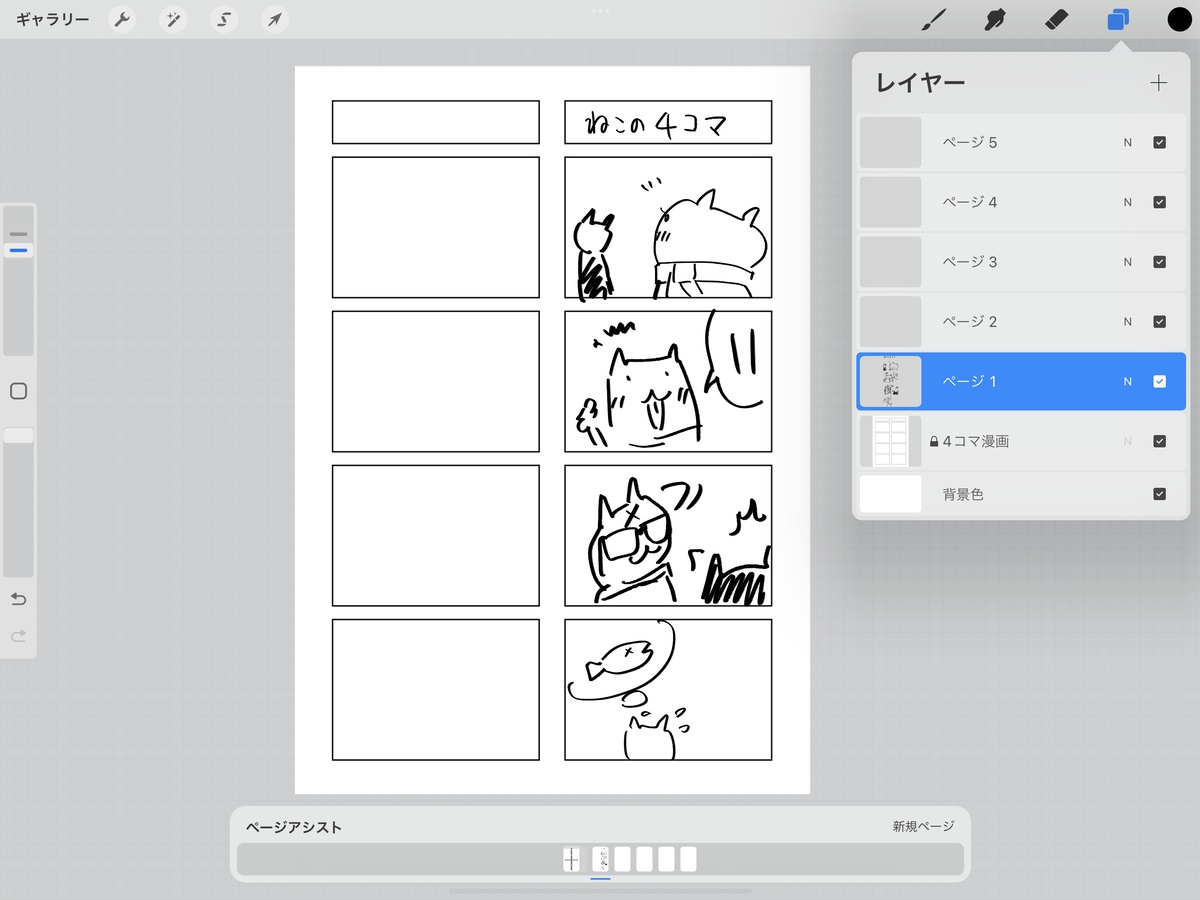 ギャラリー
ねこの4コマ
!!
レイヤー
ページ 5 N
ページ 4 N
ページ 3 N
ページ 2 N
ページ 1 N
4コマ漫画 N
背景色
ページアシスト
新規ページ